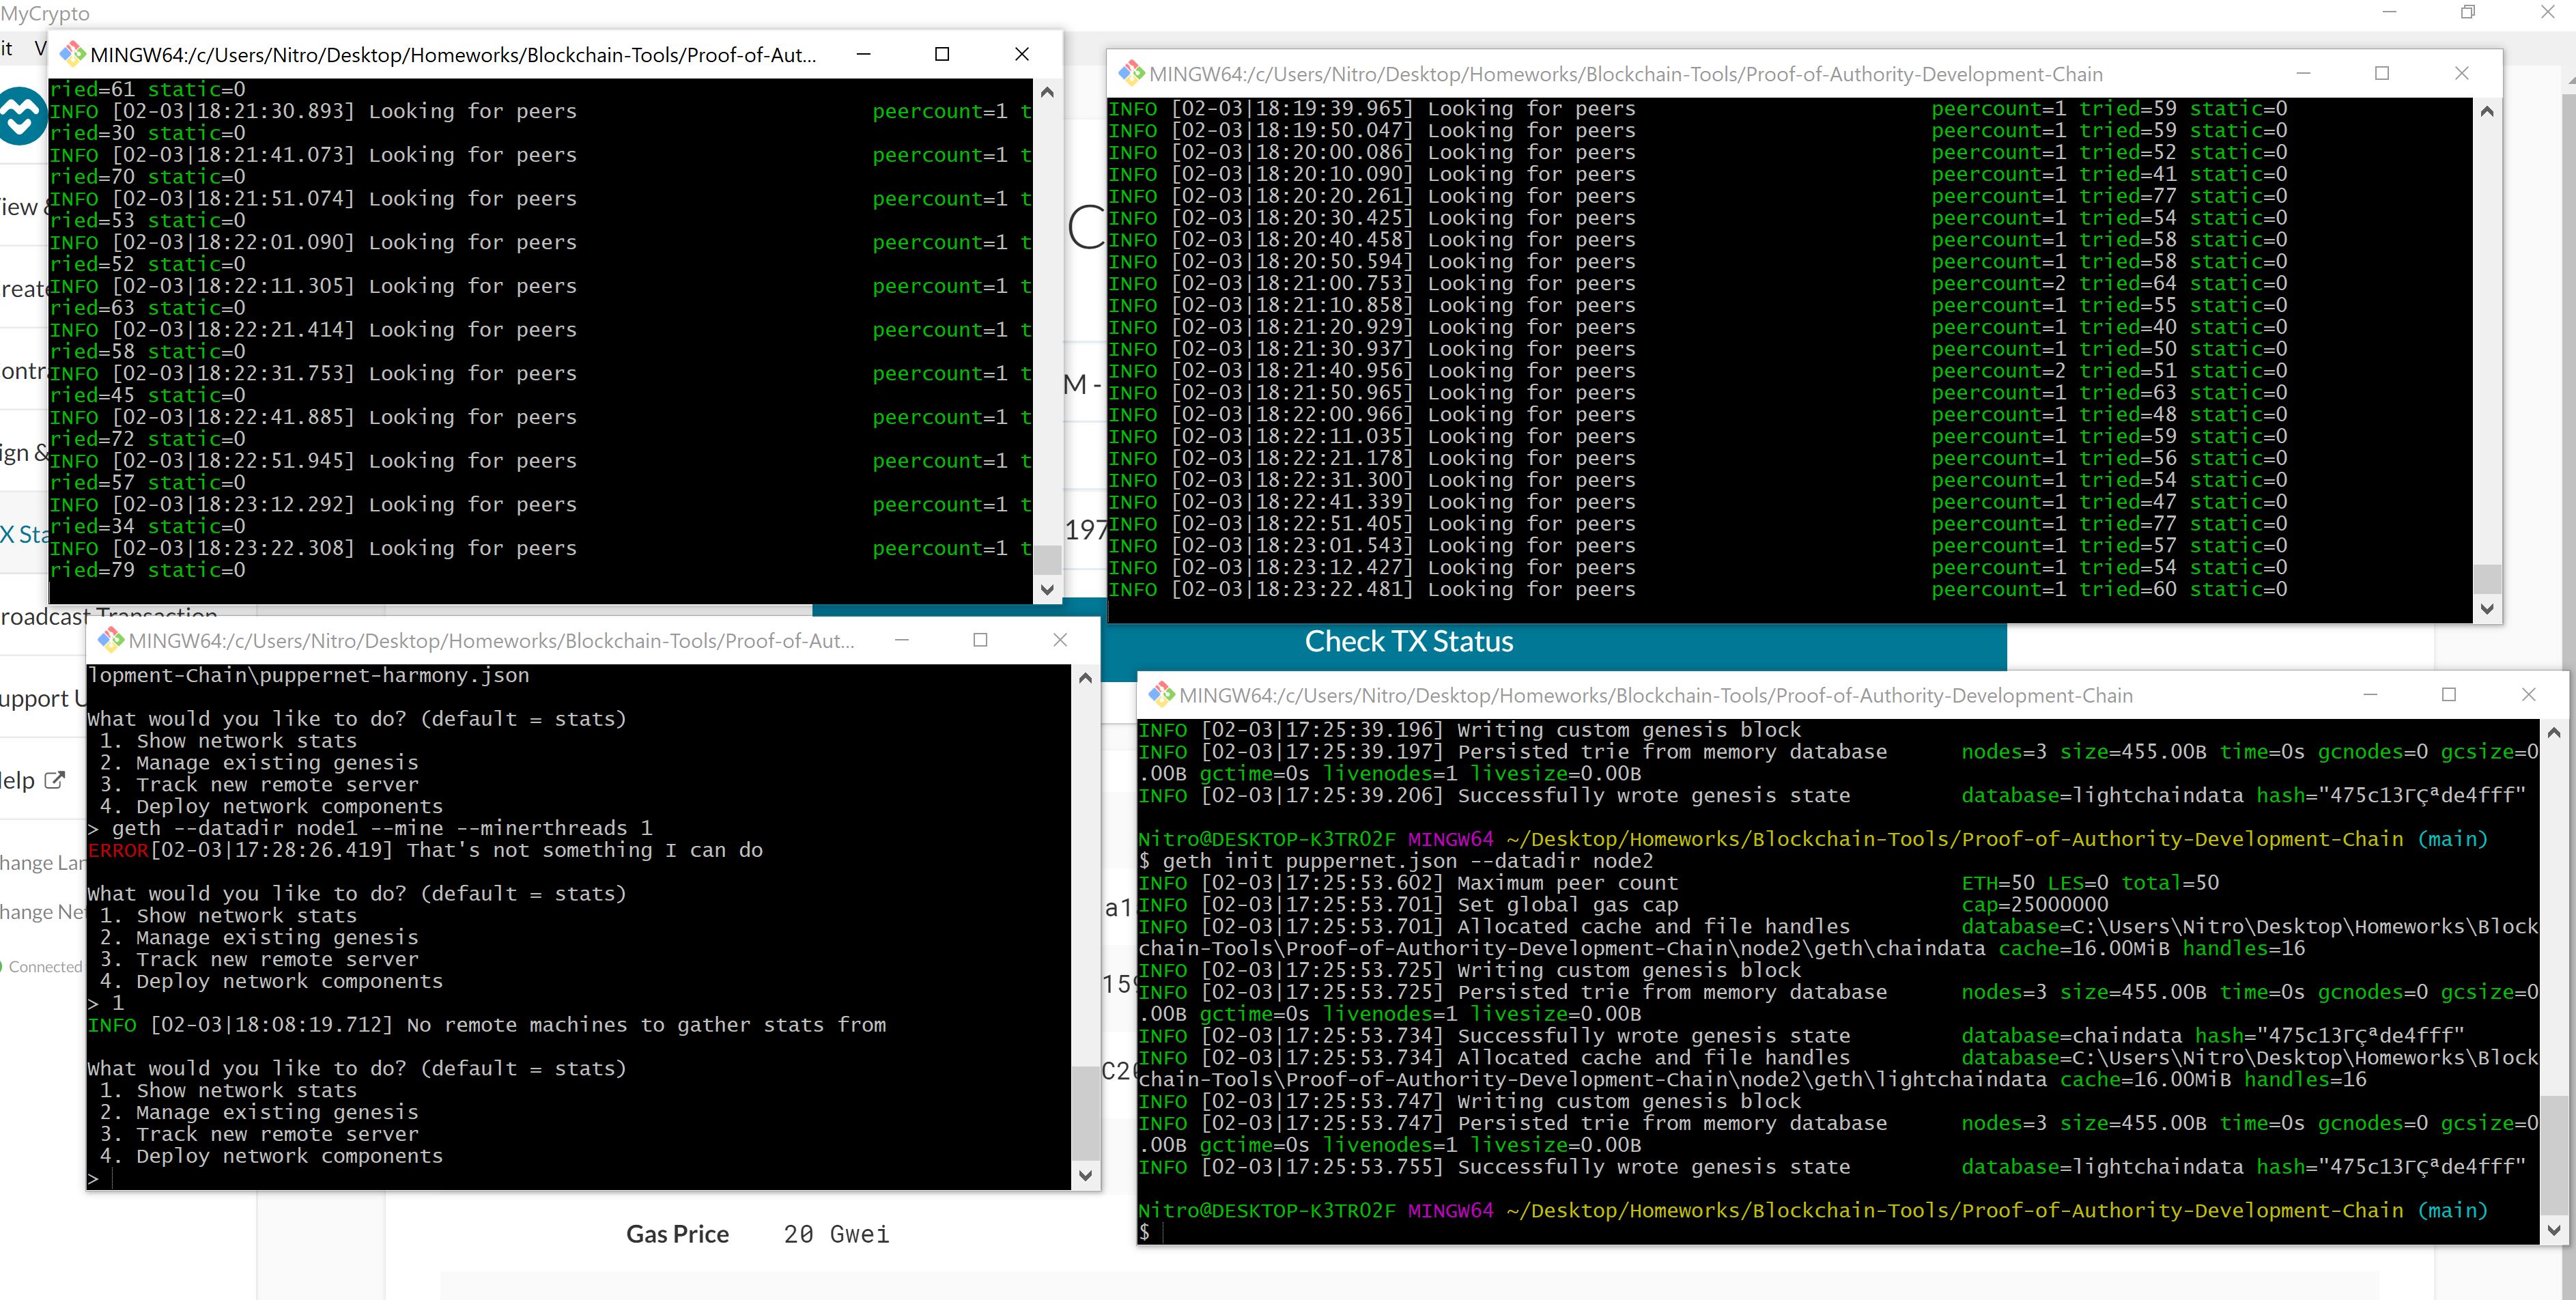 MyCrypto
it V
MINGW64:/c/Users/Nitro/Desktop/Homeworks/Blockchain-Tools/Proof-of-Aut...
ried=61 static=0
INFO [02-03|18:21:30.893] Looking for peers peercount=1 t
ried=30 static=0
INFO [02-03|18:21:41.073] Looking for peers peercount=1 t
ried=70 static=0
INFO [02-03|18:21:51.074] Looking for peers peercount=1 t
ried=53 static=0
INFO [02-03|18:22:01.090] Looking for peers peercount=1 t
ried=52 static=0
INFO [02-03|18:22:11.305] Looking for peers peercount=1 t
ried=63 static=0
INFO [02-03|18:22:21.414] Looking for peers peercount=1 t
ried=58 static=0
INFO [02-03|18:22:31.753] Looking for peers peercount=1 t
ried=45 static=0
INFO [02-03|18:22:41.885] Looking for peers peercount=1 t
ried=72 static=0
INFO [02-03|18:22:51.945] Looking for peers peercount=1 t
ried=57 static=0
INFO [02-03|18:23:12.292] Looking for peers peercount=1 t
ried=34 static=0
INFO [02-03|18:23:22.308] Looking for peers peercount=1 t
ried=79 static=0
MINGW64:/c/Users/Nitro/Desktop/Homeworks/Blockchain-Tools/Proof-of-Authority-Development-Chain
INFO [02-03|18:19:39.965] Looking for peers peercount=1 tried=59 static=0
INFO [02-03|18:19:50.047] Looking for peers peercount=1 tried=59 static=0
INFO [02-03|18:20:00.086] Looking for peers peercount=1 tried=52 static=0
INFO [02-03|18:20:10.090] Looking for peers peercount=1 tried=41 static=0
INFO [02-03|18:20:20.261] Looking for peers peercount=1 tried=77 static=0
INFO [02-03|18:20:30.425] Looking for peers peercount=1 tried=54 static=0
INFO [02-03|18:20:40.458] Looking for peers peercount=1 tried=58 static=0
INFO [02-03|18:20:50.594] Looking for peers peercount=1 tried=58 static=0
INFO [02-03|18:21:00.753] Looking for peers peercount=2 tried=64 static=0
INFO [02-03|18:21:10.858] Looking for peers peercount=1 tried=55 static=0
INFO [02-03|18:21:20.929] Looking for peers peercount=1 tried=40 static=0
INFO [02-03|18:21:30.937] Looking for peers peercount=1 tried=50 static=0
INFO [02-03|18:21:40.956] Looking for peers peercount=2 tried=51 static=0
INFO [02-03|18:21:50.965] Looking for peers peercount=1 tried=63 static=0
INFO [02-03|18:22:00.966] Looking for peers peercount=1 tried=48 static=0
INFO [02-03|18:22:11.035] Looking for peers peercount=1 tried=59 static=0
INFO [02-03|18:22:21.178] Looking for peers peercount=1 tried=56 static=0
INFO [02-03|18:22:31.300] Looking for peers peercount=1 tried=54 static=0
INFO [02-03|18:22:41.339] Looking for peers peercount=1 tried=47 static=0
INFO [02-03|18:22:51.405] Looking for peers peercount=1 tried=77 static=0
INFO [02-03|18:23:01.543] Looking for peers peercount=1 tried=57 static=0
INFO [02-03|18:23:12.427] Looking for peers peercount=1 tried=54 static=0
INFO [02-03|18:23:22.481] Looking for peers peercount=1 tried=60 static=0
iew &
reate
ontra
ign &
X Sta
roadcast Transaction
upport U
elp
hange Lan
hange Net
Connected
C
M -
197
Check TX Status
MINGW64:/c/Users/Nitro/Desktop/Homeworks/Blockchain-Tools/Proof-of-Aut...
lopment-Chain\puppernet-harmony.json
What would you like to do? (default = stats)
1. Show network stats
2. Manage existing genesis
3. Track new remote server
4. Deploy network components
> geth --datadir node1 --mine --minerthreads 1
ERROR[02-03|17:28:26.419] That's not something I can do
What would you like to do? (default = stats)
1. Show network stats
2. Manage existing genesis
3. Track new remote server
4. Deploy network components
> 1
INFO [02-03|18:08:19.712] No remote machines to gather stats from
What would you like to do? (default = stats)
1. Show network stats
2. Manage existing genesis
3. Track new remote server
4. Deploy network components
>
a1
159
C20
MINGW64:/c/Users/Nitro/Desktop/Homeworks/Blockchain-Tools/Proof-of-Authority-Development-Chain
INFO [02-03|17:25:39.196] Writing custom genesis block
INFO [02-03|17:25:39.197] Persisted trie from memory database nodes=3 size=455.00B time=0s gcnodes=0 gcsize=0
.00B gctime=0s livenodes=1 livesize=0.00B
INFO [02-03|17:25:39.206] Successfully wrote genesis state database=lightchaindata hash="475c13ΓÇªde4fff"
Nitro@DESKTOP-K3TR02F MINGW64 ~/Desktop/Homeworks/Blockchain-Tools/Proof-of-Authority-Development-Chain (main)
$ geth init puppernet.json --datadir node2
INFO [02-03|17:25:53.602] Maximum peer count ETH=50 LES=0 total=50
INFO [02-03|17:25:53.701] Set global gas cap cap=25000000
INFO [02-03|17:25:53.701] Allocated cache and file handles database=C:\Users\Nitro\Desktop\Homeworks\Block
chain-Tools\Proof-of-Authority-Development-Chain\node2\geth\chaindata cache=16.00MiB handles=16
INFO [02-03|17:25:53.725] Writing custom genesis block
INFO [02-03|17:25:53.725] Persisted trie from memory database nodes=3 size=455.00B time=0s gcnodes=0 gcsize=0
.00B gctime=0s livenodes=1 livesize=0.00B
INFO [02-03|17:25:53.734] Successfully wrote genesis state database=chaindata hash="475c13ΓÇªde4fff"
INFO [02-03|17:25:53.734] Allocated cache and file handles database=C:\Users\Nitro\Desktop\Homeworks\Block
chain-Tools\Proof-of-Authority-Development-Chain\node2\geth\lightchaindata cache=16.00MiB handles=16
INFO [02-03|17:25:53.747] Writing custom genesis block
INFO [02-03|17:25:53.747] Persisted trie from memory database nodes=3 size=455.00B time=0s gcnodes=0 gcsize=0
.00B gctime=0s livenodes=1 livesize=0.00B
INFO [02-03|17:25:53.755] Successfully wrote genesis state database=lightchaindata hash="475c13ΓÇªde4fff"
Nitro@DESKTOP-K3TR02F MINGW64 ~/Desktop/Homeworks/Blockchain-Tools/Proof-of-Authority-Development-Chain (main)
$
Gas Price 20 Gwei